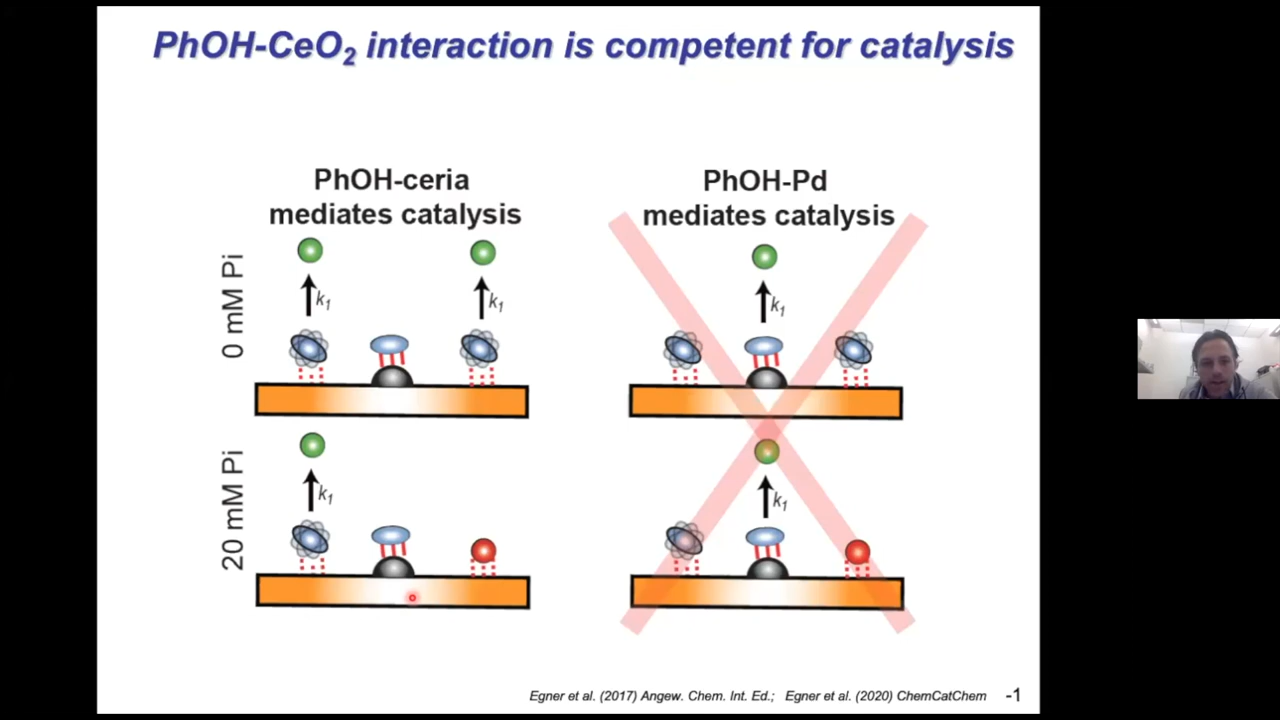 PhOH-CeO2 interaction is competent for catalysis
PhOH-ceria
mediates catalysis
PhOH-Pd
mediates catalysis
0 mM Pi
k1
k1
k1
20 mM Pi
k1
k1
Egner et al. (2017) Angew. Chem. Int. Ed.; Egner et al. (2020) ChemCatChem
-1